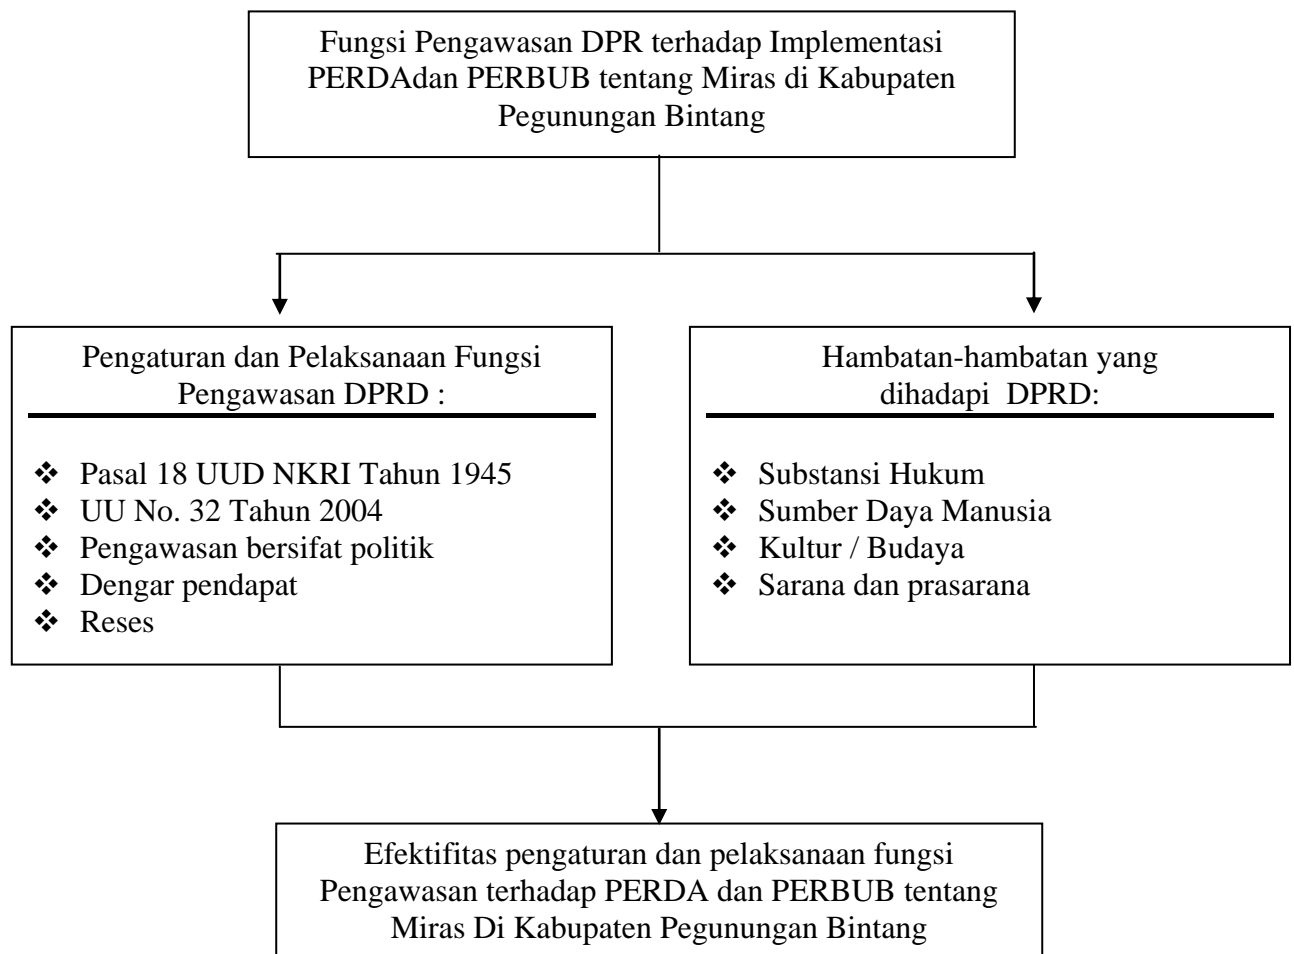 Fungsi Pengawasan DPR terhadap Implementasi
PERDAdan PERBUB tentang Miras di Kabupaten
Pegunungan Bintang
Pengaturan dan Pelaksanaan Fungsi
Pengawasan DPRD :
❖ Pasal 18 UUD NKRI Tahun 1945
❖ UU No. 32 Tahun 2004
❖ Pengawasan bersifat politik
❖ Dengar pendapat
❖ Reses
Hambatan-hambatan yang
dihadapi DPRD:
❖ Substansi Hukum
❖ Sumber Daya Manusia
❖ Kultur / Budaya
❖ Sarana dan prasarana
Efektifitas pengaturan dan pelaksanaan fungsi
Pengawasan terhadap PERDA dan PERBUB tentang
Miras Di Kabupaten Pegunungan Bintang